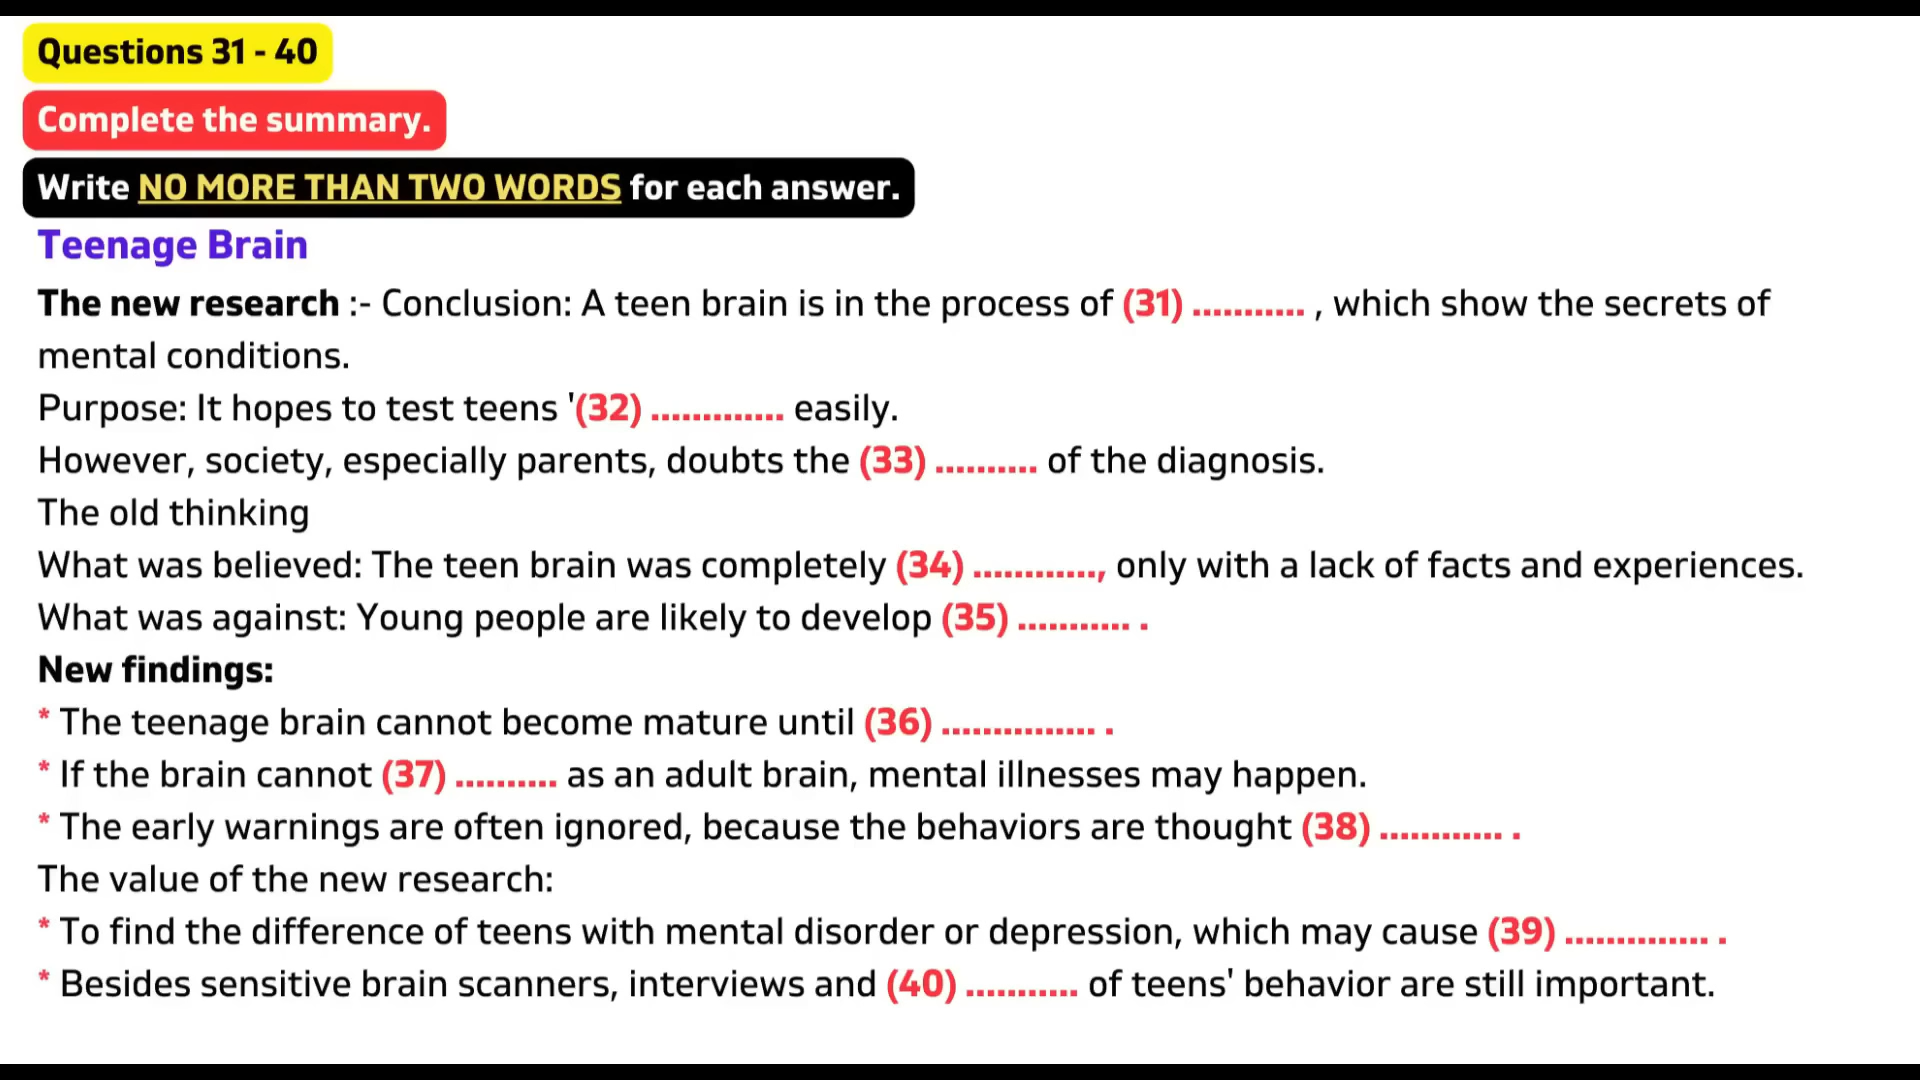 Questions 31 - 40
Complete the summary.
Write NO MORE THAN TWO WORDS for each answer.
Teenage Brain
The new research :- Conclusion: A teen brain is in the process of (31) ........... , which show the secrets of
mental conditions.
Purpose: It hopes to test teens '(32) ............. easily.
However, society, especially parents, doubts the (33) .......... of the diagnosis.
The old thinking
What was believed: The teen brain was completely (34) ............, only with a lack of facts and experiences.
What was against: Young people are likely to develop (35) ........... .
New findings:
* The teenage brain cannot become mature until (36) ............... .
* If the brain cannot (37) .......... as an adult brain, mental illnesses may happen.
* The early warnings are often ignored, because the behaviors are thought (38) ............ .
The value of the new research:
* To find the difference of teens with mental disorder or depression, which may cause (39) .............. .
* Besides sensitive brain scanners, interviews and (40) ........... of teens' behavior are still important.